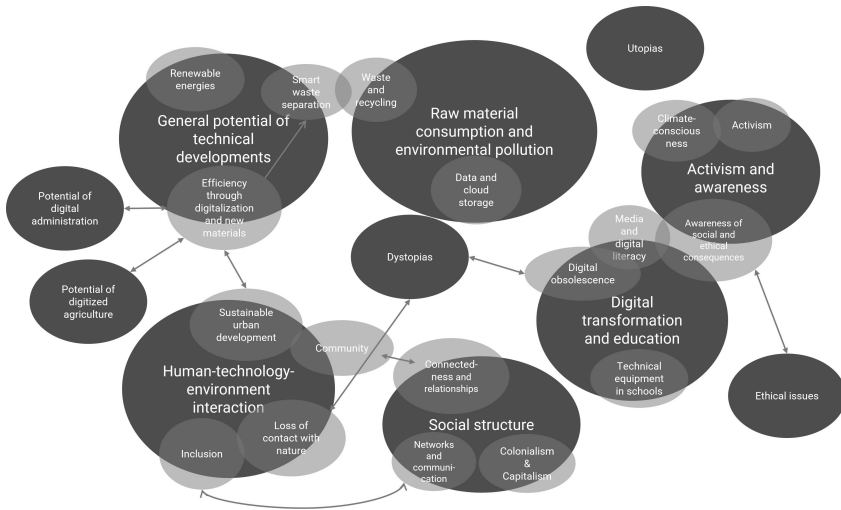 Utopias
Renewable
energies
Smart
waste
separation
Waste
and
recycling
General potential of
technical
developments
Raw material
consumption and
environmental pollution
Climate-
conscious
ness
Activism
Activism and
awareness
Efficiency
through
digitalization
and new
materials
Data and
cloud
storage
Potential of
digital
administration
Media
and
digital
literacy
Awareness of
social and
ethical
consequences
Dystopias
Digital
obsolescence
Potential of
digitized
agriculture
Sustainable
urban
development
Digital
transformation
and education
Community
Connected-
ness and
relationships
Technical
equipment
in schools
Human-technology-
environment
interaction
Ethical issues
Loss of
contact with
nature
Social structure
Inclusion
Networks
and
communi-
cation
Colonialism
&
Capitalism